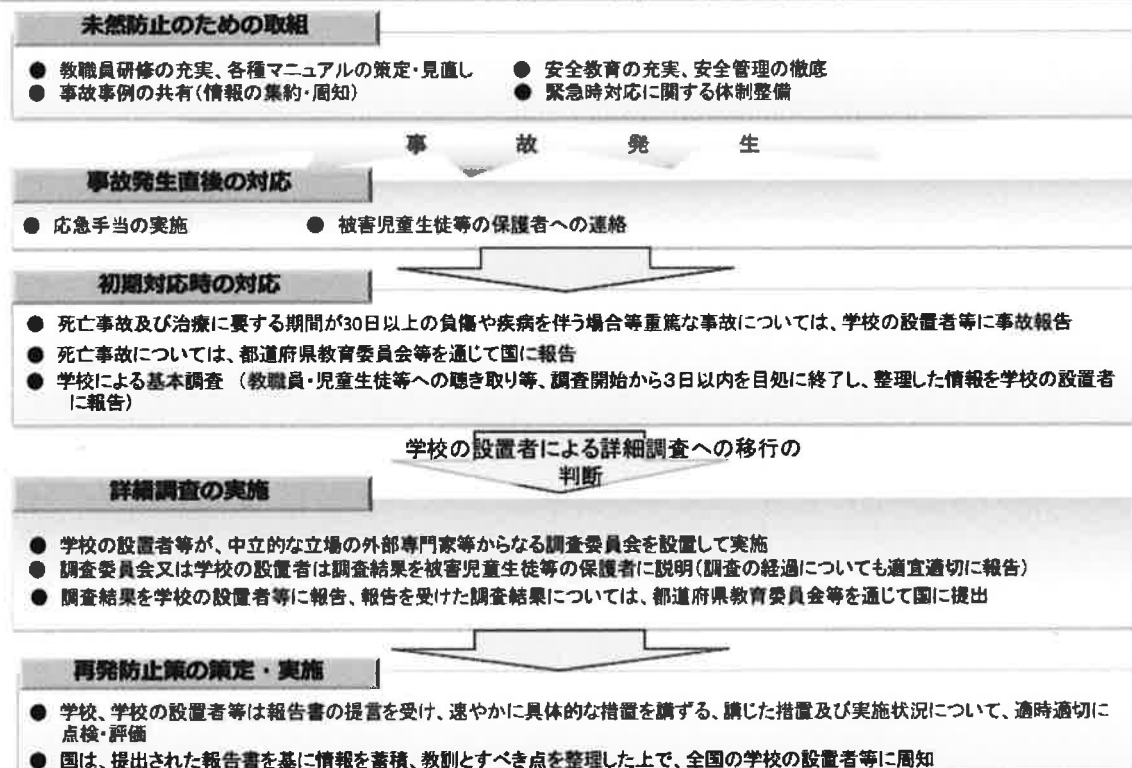 未然防止のための取組
● 教職員研修の充実、各種マニュアルの策定・見直し ● 安全教育の充実、安全管理の徹底
● 事故事例の共有(情報の集約・周知) ● 緊急時対応に関する体制整備
事故発生
事故発生直後の対応
● 応急手当の実施 ● 被害児童生徒等の保護者への連絡
初期対応時の対応
● 死亡事故及び治療に要する期間が30日以上の負傷や疾病を伴う場合等重篤な事故については、学校の設置者等に事故報告
● 死亡事故については、都道府県教育委員会等を通じて国に報告
● 学校による基本調査 (教職員・児童生徒等への聴き取り等、調査開始から3日以内を目処に終了し、整理した情報を学校の設置者
に報告)
学校の設置者による詳細調査への移行の
判断
詳細調査の実施
● 学校の設置者等が、中立的な立場の外部専門家等からなる調査委員会を設置して実施
● 調査委員会又は学校の設置者は調査結果を被害児童生徒等の保護者に説明(調査の経過についても適宜適切に報告)
● 調査結果を学校の設置者等に報告、報告を受けた調査結果については、都道府県教育委員会等を通じて国に提出
再発防止策の策定・実施
● 学校、学校の設置者等は報告書の提言を受け、速やかに具体的な措置を講ずる、講じた措置及び実施状況について、適時適切に
点検・評価
● 国は、提出された報告書を基に情報を蓄積、教訓とすべき点を整理した上で、全国の学校の設置者等に周知